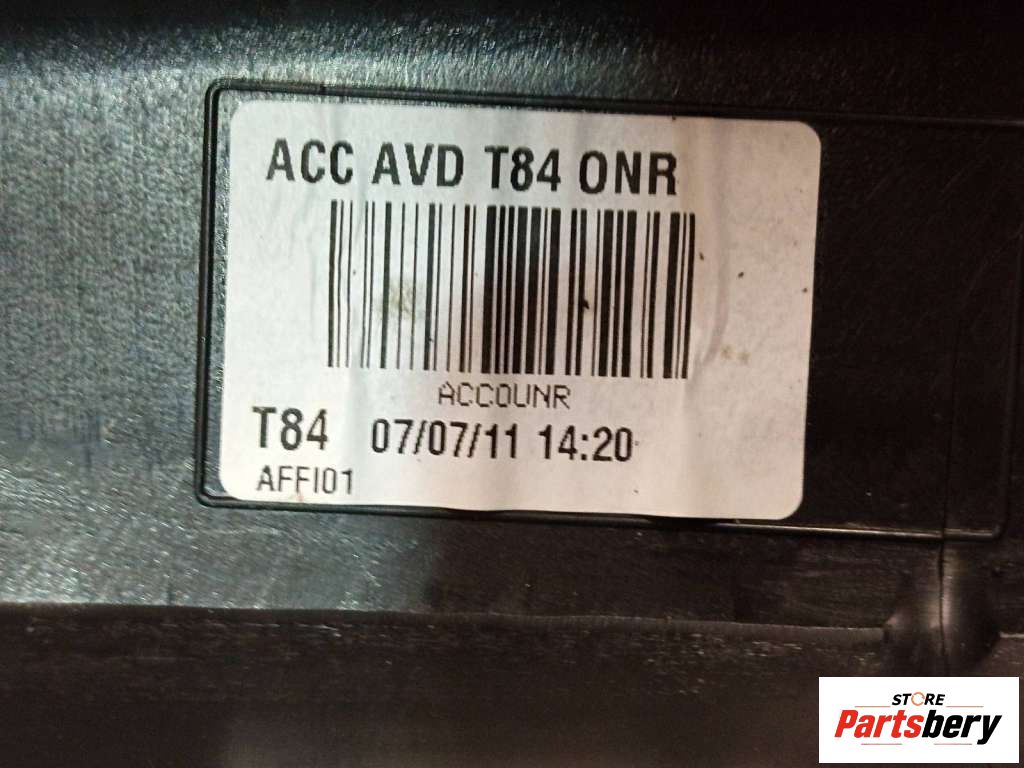 ACC AVD T84 ONR
ACCOUNR
T84 07/07/11 14:20
AFFI01
STORE
Partsbery